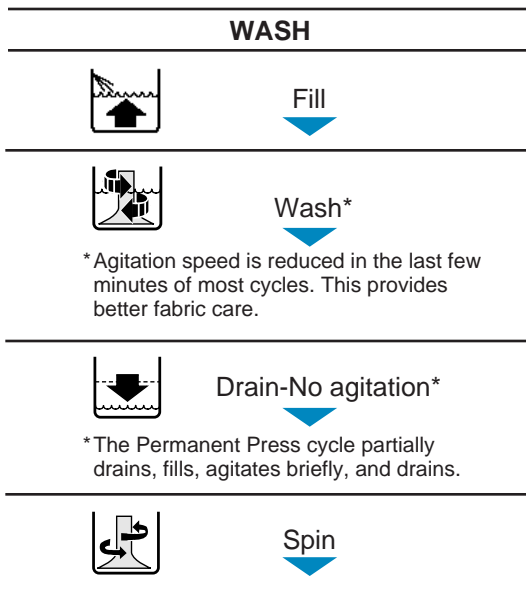 WASH
Fill
Wash*
*Agitation speed is reduced in the last few
minutes of most cycles. This provides
better fabric care.
Drain-No agitation*
*The Permanent Press cycle partially
drains, fills, agitates briefly, and drains.
Spin